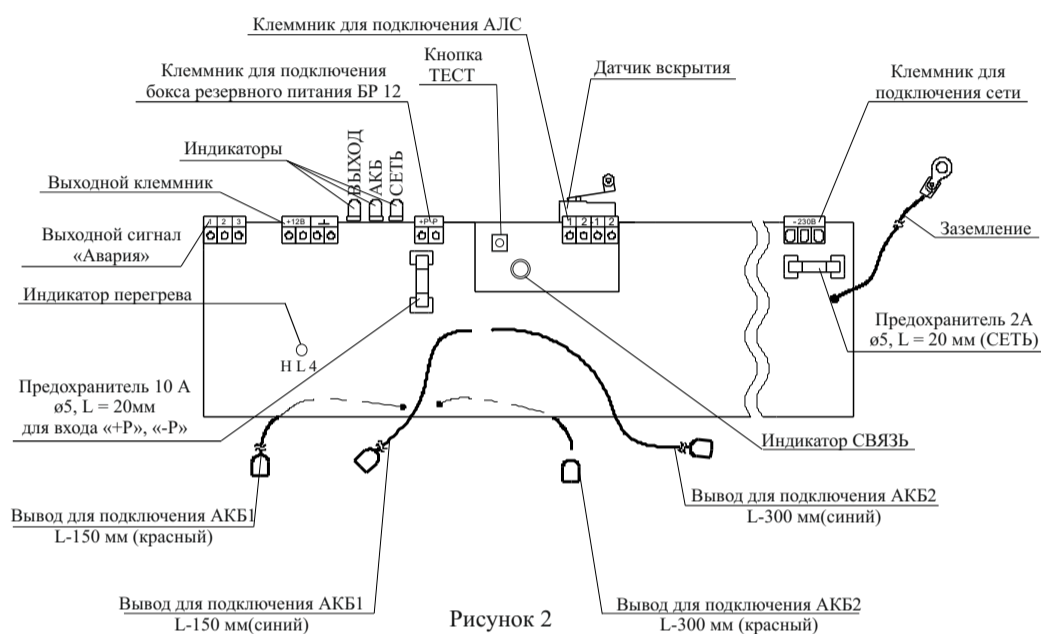 Клеммник для подключения АЛС
Кнопка
ТЕСТ
Датчик вскрытия
Клеммник для подключения
бокса резервного питания БР 12
Клеммник для
подключения сети
Индикаторы
ВЫХОД
АКБ
СЕТЬ
Выходной клеммник
1 2 3
+12В ⊥
+P -P
1 2 1 2
~230В
Выходной сигнал
«Авария»
Заземление
Индикатор перегрева
HL4
Предохранитель 2А
ø5, L = 20 мм (СЕТЬ)
Предохранитель 10 А
ø5, L = 20мм
для входа «+Р», «-Р»
Индикатор СВЯЗЬ
Вывод для подключения АКБ1
L-150 мм (красный)
Вывод для подключения АКБ2
L-300 мм(синий)
Вывод для подключения АКБ1
L-150 мм(синий)
Рисунок 2
Вывод для подключения АКБ2
L-300 мм (красный)